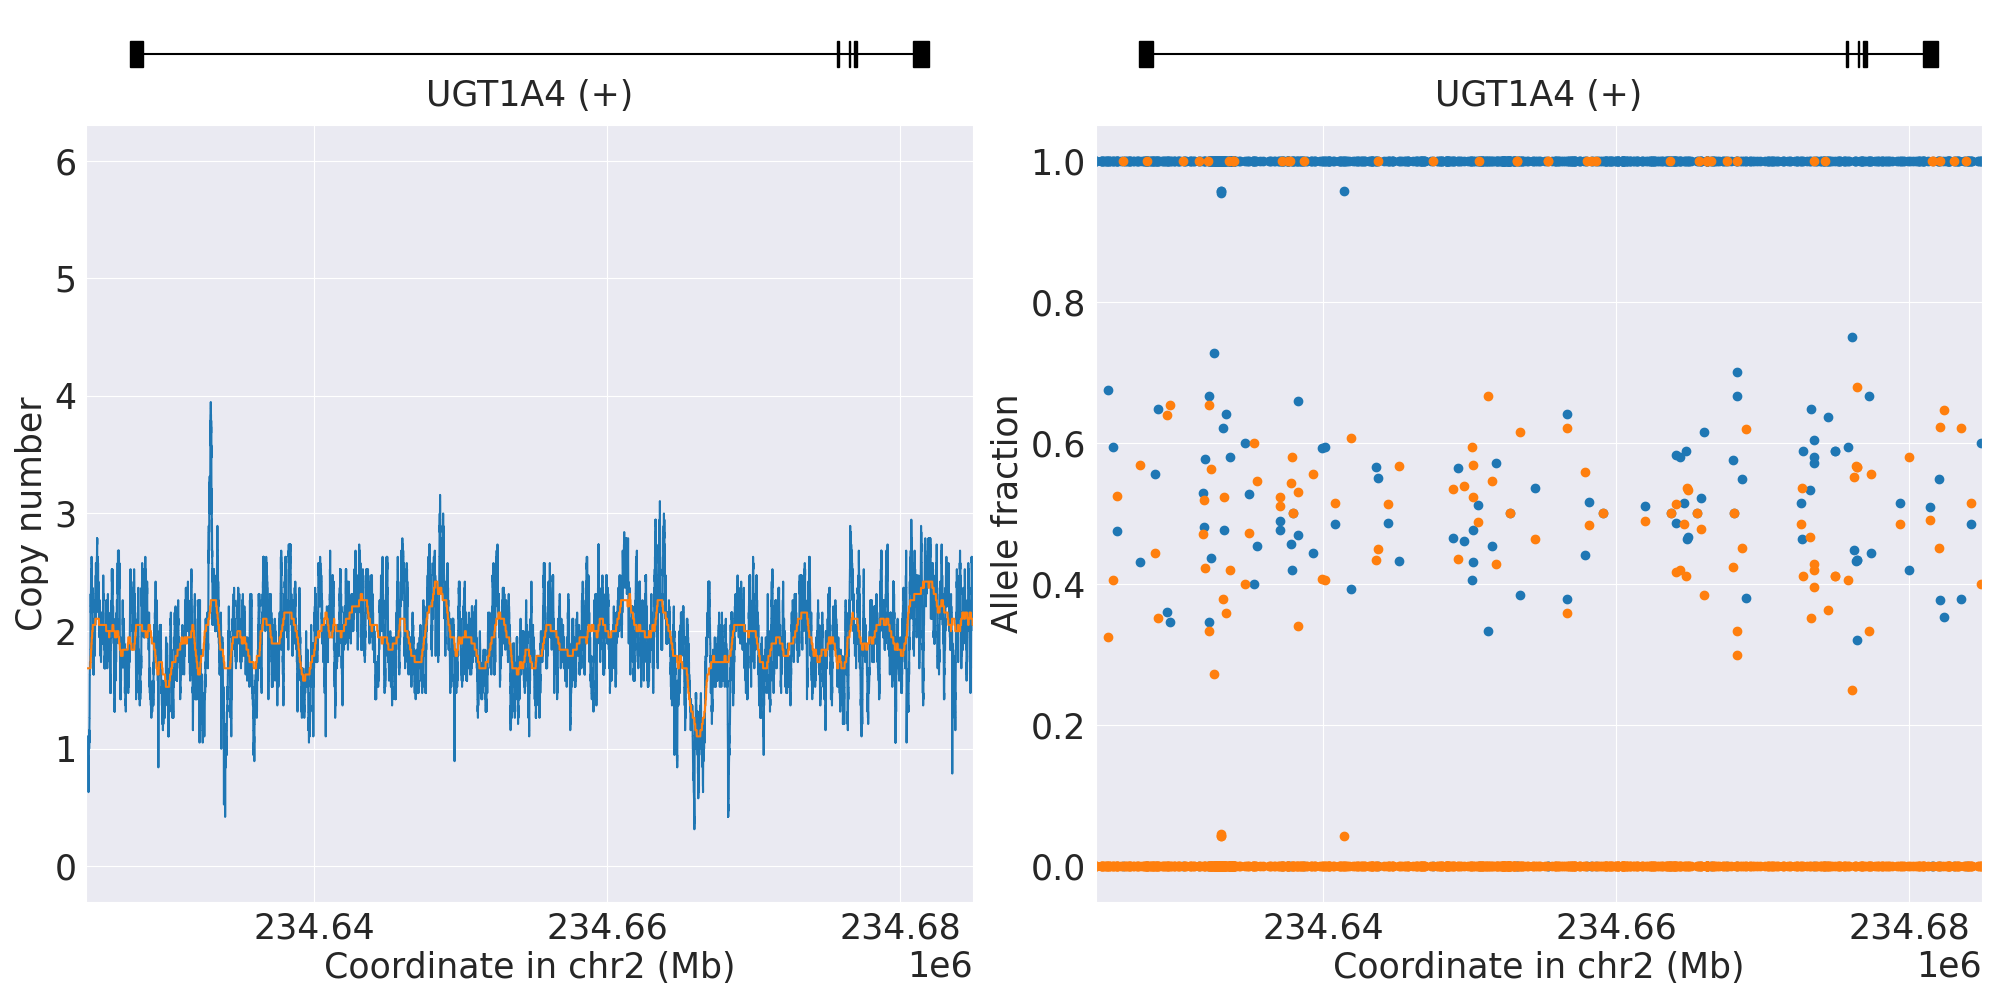 UGT1A4 (+)
6
5
4
3
2
1
0
Copy number
234.64 234.66 234.68
1e6
Coordinate in chr2 (Mb)
UGT1A4 (+)
1.0
0.8
0.6
0.4
0.2
0.0
Allele fraction
234.64 234.66 234.68
1e6
Coordinate in chr2 (Mb)